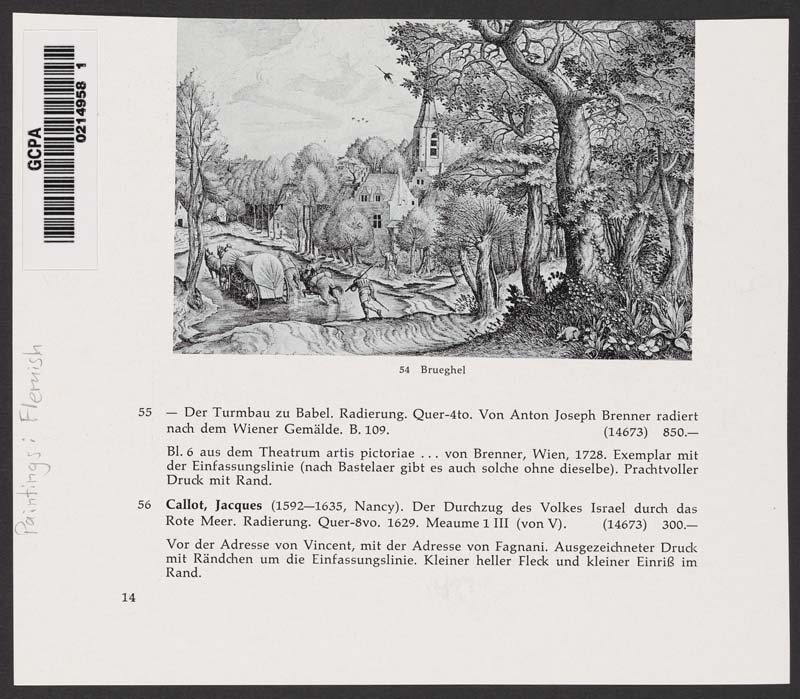 GCPA
0214958 1
Paintings: Flemish
54 Brueghel
55 — Der Turmbau zu Babel. Radierung. Quer-4to. Von Anton Joseph Brenner radiert
nach dem Wiener Gemälde. B. 109. (14673) 850.—
Bl. 6 aus dem Theatrum artis pictoriae . . . von Brenner, Wien, 1728. Exemplar mit
der Einfassungslinie (nach Bastelaer gibt es auch solche ohne dieselbe). Prachtvoller
Druck mit Rand.
56 Callot, Jacques (1592—1635, Nancy). Der Durchzug des Volkes Israel durch das
Rote Meer. Radierung. Quer-8vo. 1629. Meaume 1 III (von V). (14673) 300.—
Vor der Adresse von Vincent, mit der Adresse von Fagnani. Ausgezeichneter Druck
mit Rändchen um die Einfassungslinie. Kleiner heller Fleck und kleiner Einriß im
Rand.
14